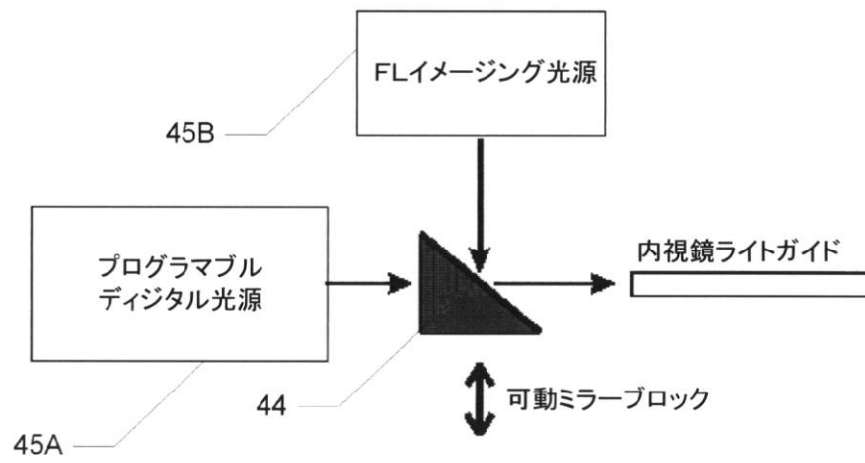 FLイメージング光源
45B
プログラマブル
ディジタル光源
内視鏡ライトガイド
44
可動ミラーブロック
45A